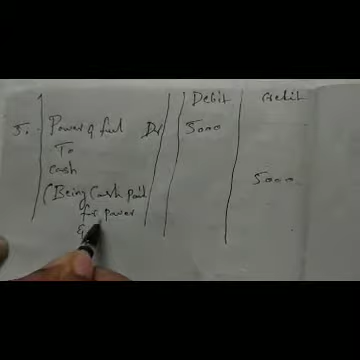 Debit Credit
5. Power & fuel Dr 5000
To
cash 5000
(Being Cash Paid
for power
&